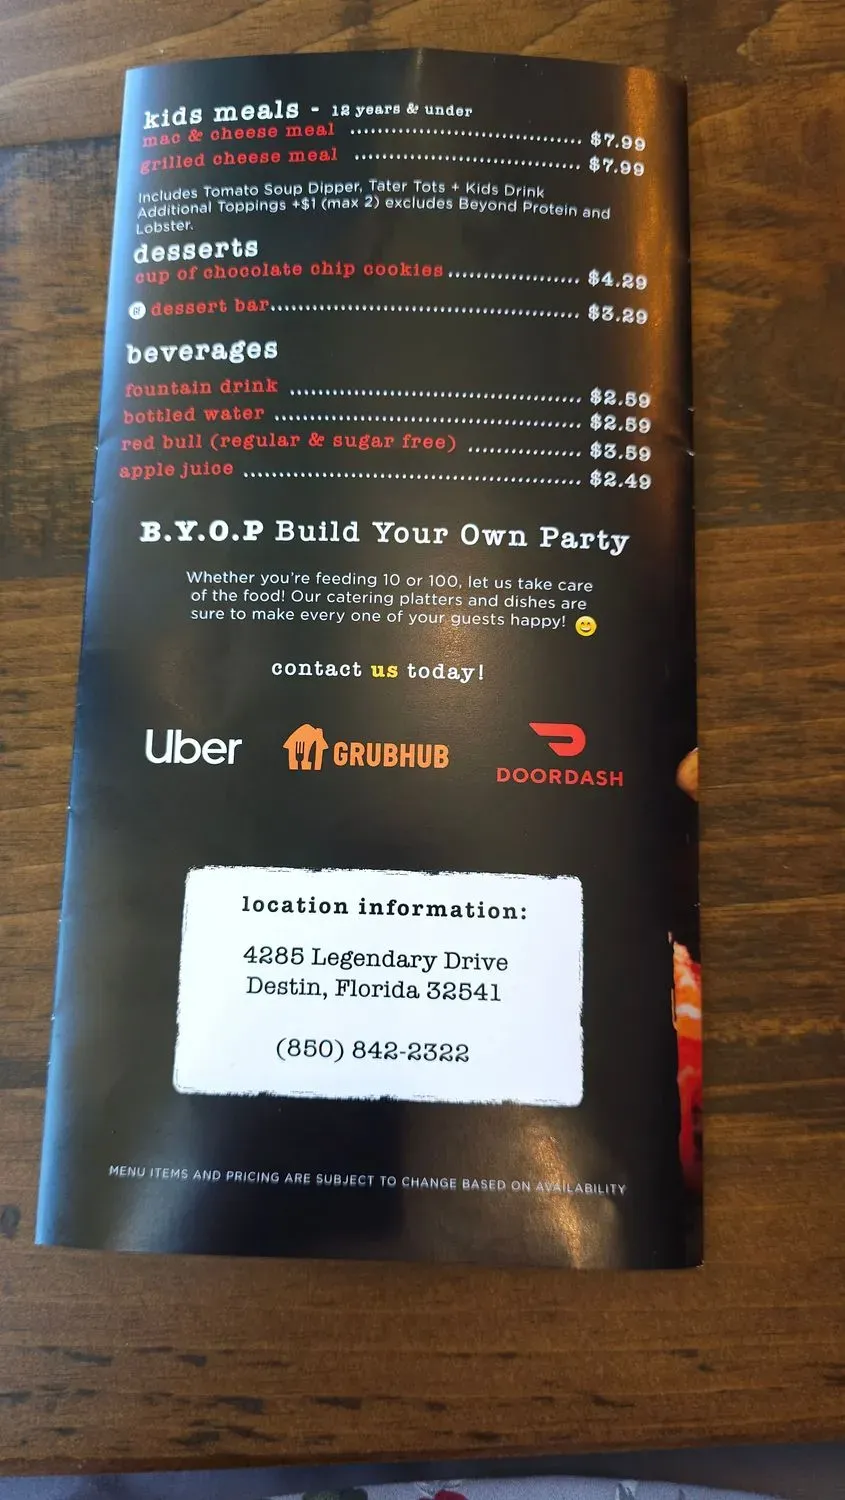 kids meals - 12 years & under
mac & cheese meal $7.99
grilled cheese meal $7.99
Includes Tomato Soup Dipper, Tater Tots + Kids Drink
Additional Toppings +$1 (max 2) excludes Beyond Protein and
Lobster.
desserts
cup of chocolate chip cookies $4.29
GF dessert bar $3.29
beverages
fountain drink $2.59
bottled water $2.59
red bull (regular & sugar free) $3.59
apple juice $2.49
B.Y.O.P Build Your Own Party
Whether you're feeding 10 or 100, let us take care
of the food! Our catering platters and dishes are
sure to make every one of your guests happy! 😊
contact us today!
Uber GRUBHUB DOORDASH
location information:
4285 Legendary Drive
Destin, Florida 32541
(850) 842-2322
MENU ITEMS AND PRICING ARE SUBJECT TO CHANGE BASED ON AVAILABILITY